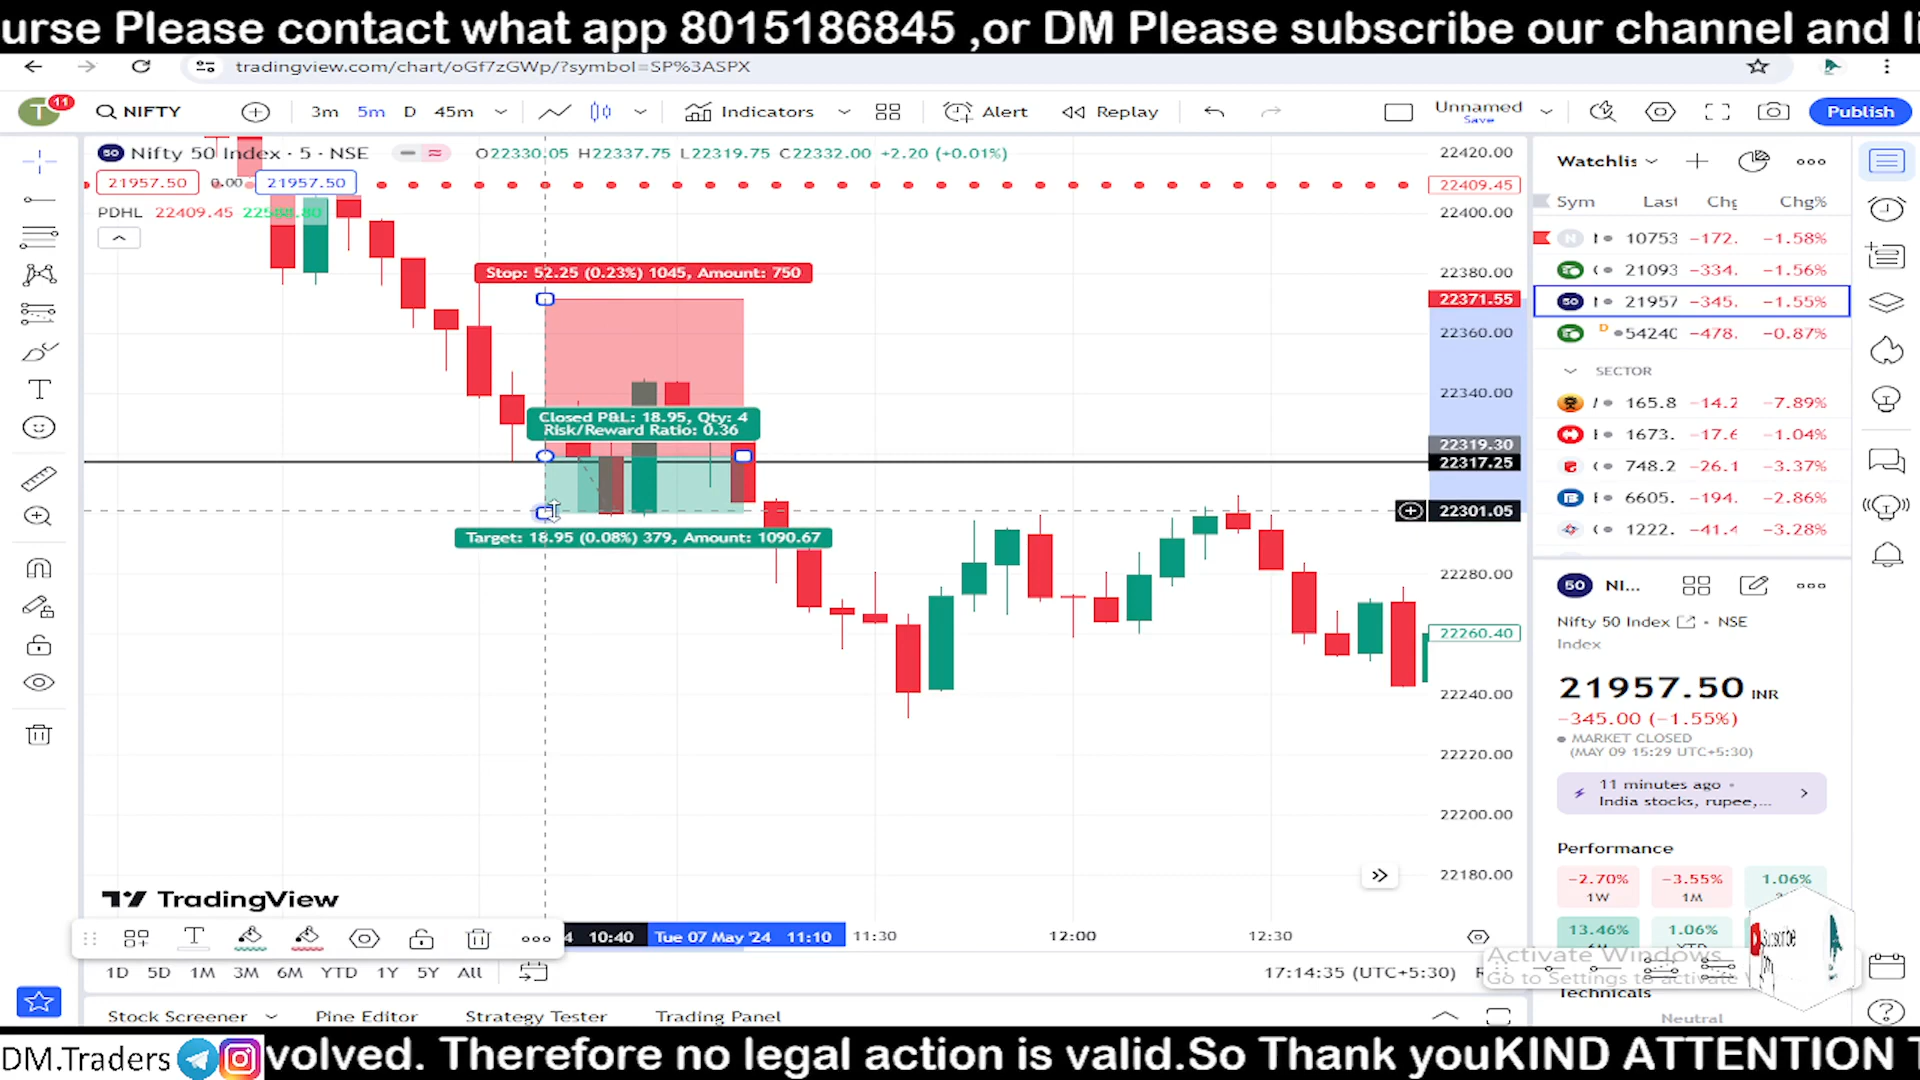 urse Please contact what app 8015186845 ,or DM Please subscribe our channel and li
tradingview.com/chart/oGf7zGWp/?symbol=SP%3ASPX
T 11 NIFTY 3m 5m D 45m Indicators Alert Replay Unnamed Save Publish
50 Nifty 50 Index · 5 · NSE O22330.05 H22337.75 L22319.75 C22332.00 +2.20 (+0.01%)
21957.50 0.00 21957.50
PDHL 22409.45
Stop: 52.25 (0.23%) 1045, Amount: 750
Closed P&L: 18.95, Qty: 4
Risk/Reward Ratio: 0.36
Target: 18.95 (0.08%) 379, Amount: 1090.67
22420.00
22409.45
22400.00
22380.00
22371.55
22360.00
22340.00
22319.30
22317.25
22301.05
22280.00
22260.40
22240.00
22220.00
22200.00
22180.00
Watchlis
Sym Last Chg Chg%
10753 −172. −1.58%
21093 −334. −1.56%
50 21957 −345. −1.55%
D 54240 −478. −0.87%
SECTOR
165.8 −14.2 −7.89%
1673. −17.6 −1.04%
748.2 −26.1 −3.37%
6605. −194. −2.86%
1222. −41.4 −3.28%
50 NI...
Nifty 50 Index · NSE
Index
21957.50 INR
−345.00 (−1.55%)
MARKET CLOSED
(MAY 09 15:29 UTC+5:30)
11 minutes ago ·
India stocks, rupee,...
Performance
−2.70% −3.55% 1.06%
1W 1M
13.46% 1.06%
Subscribe
Activate Windows
Go to Settings to activate
Technicals
Neutral
TradingView
4 10:40 Tue 07 May '24 11:10 11:30 12:00 12:30
1D 5D 1M 3M 6M YTD 1Y 5Y All 17:14:35 (UTC+5:30)
Stock Screener Pine Editor Strategy Tester Trading Panel
DM.Traders volved. Therefore no legal action is valid.So Thank youKIND ATTENTION T